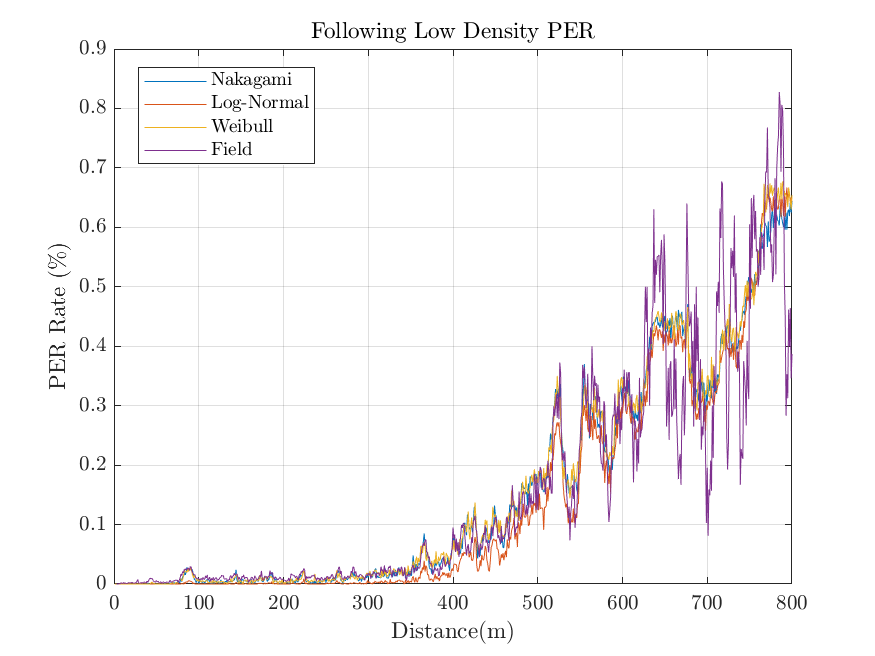 Following Low Density PER
0.9
0.8
0.7
0.6
0.5
0.4
0.3
0.2
0.1
0
PER Rate (%)
Nakagami
Log-Normal
Weibull
Field
0 100 200 300 400 500 600 700 800
Distance(m)